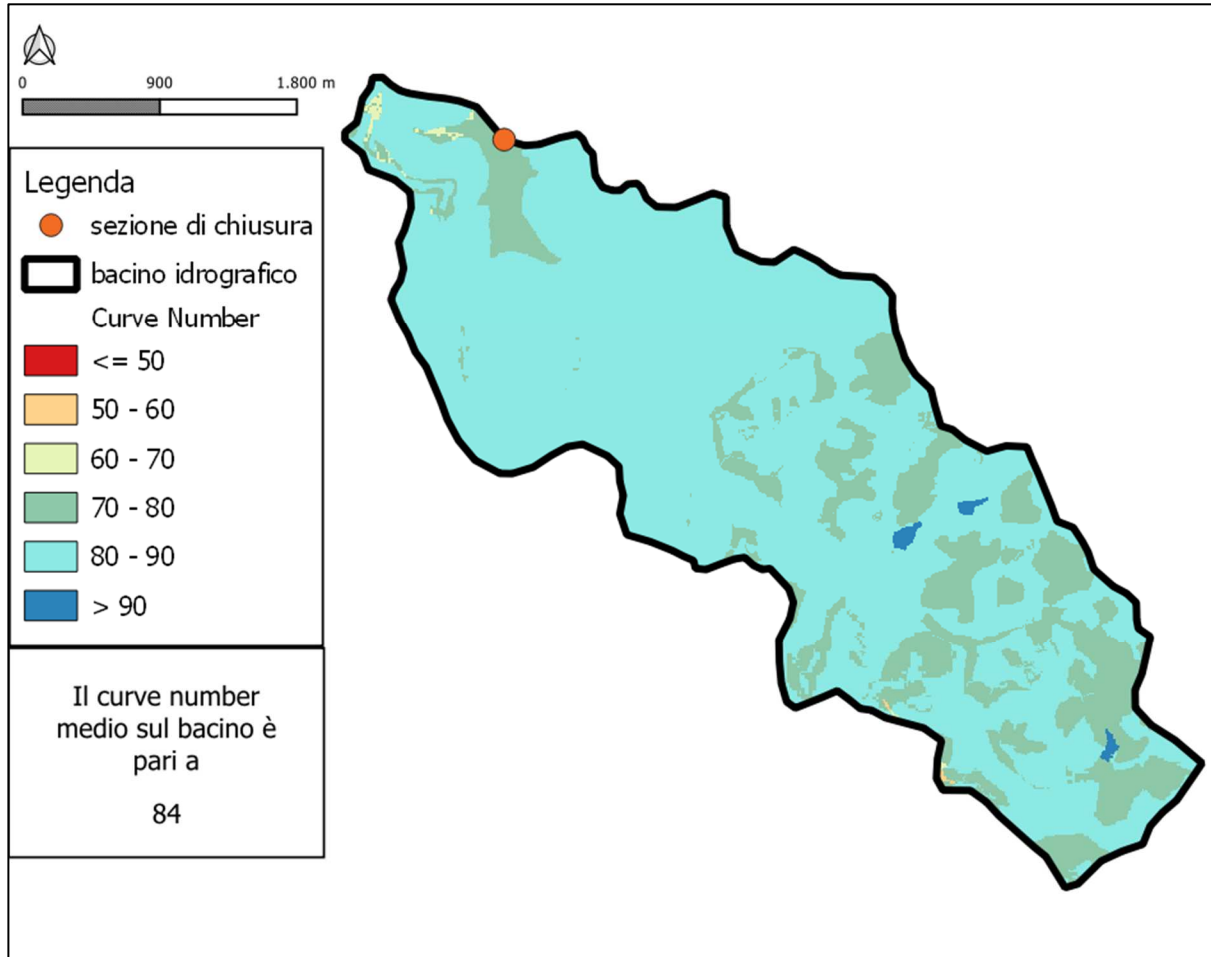 0 900 1.800 m
Legenda
sezione di chiusura
bacino idrografico
Curve Number
<= 50
50 - 60
60 - 70
70 - 80
80 - 90
> 90
Il curve number
medio sul bacino è
pari a
84